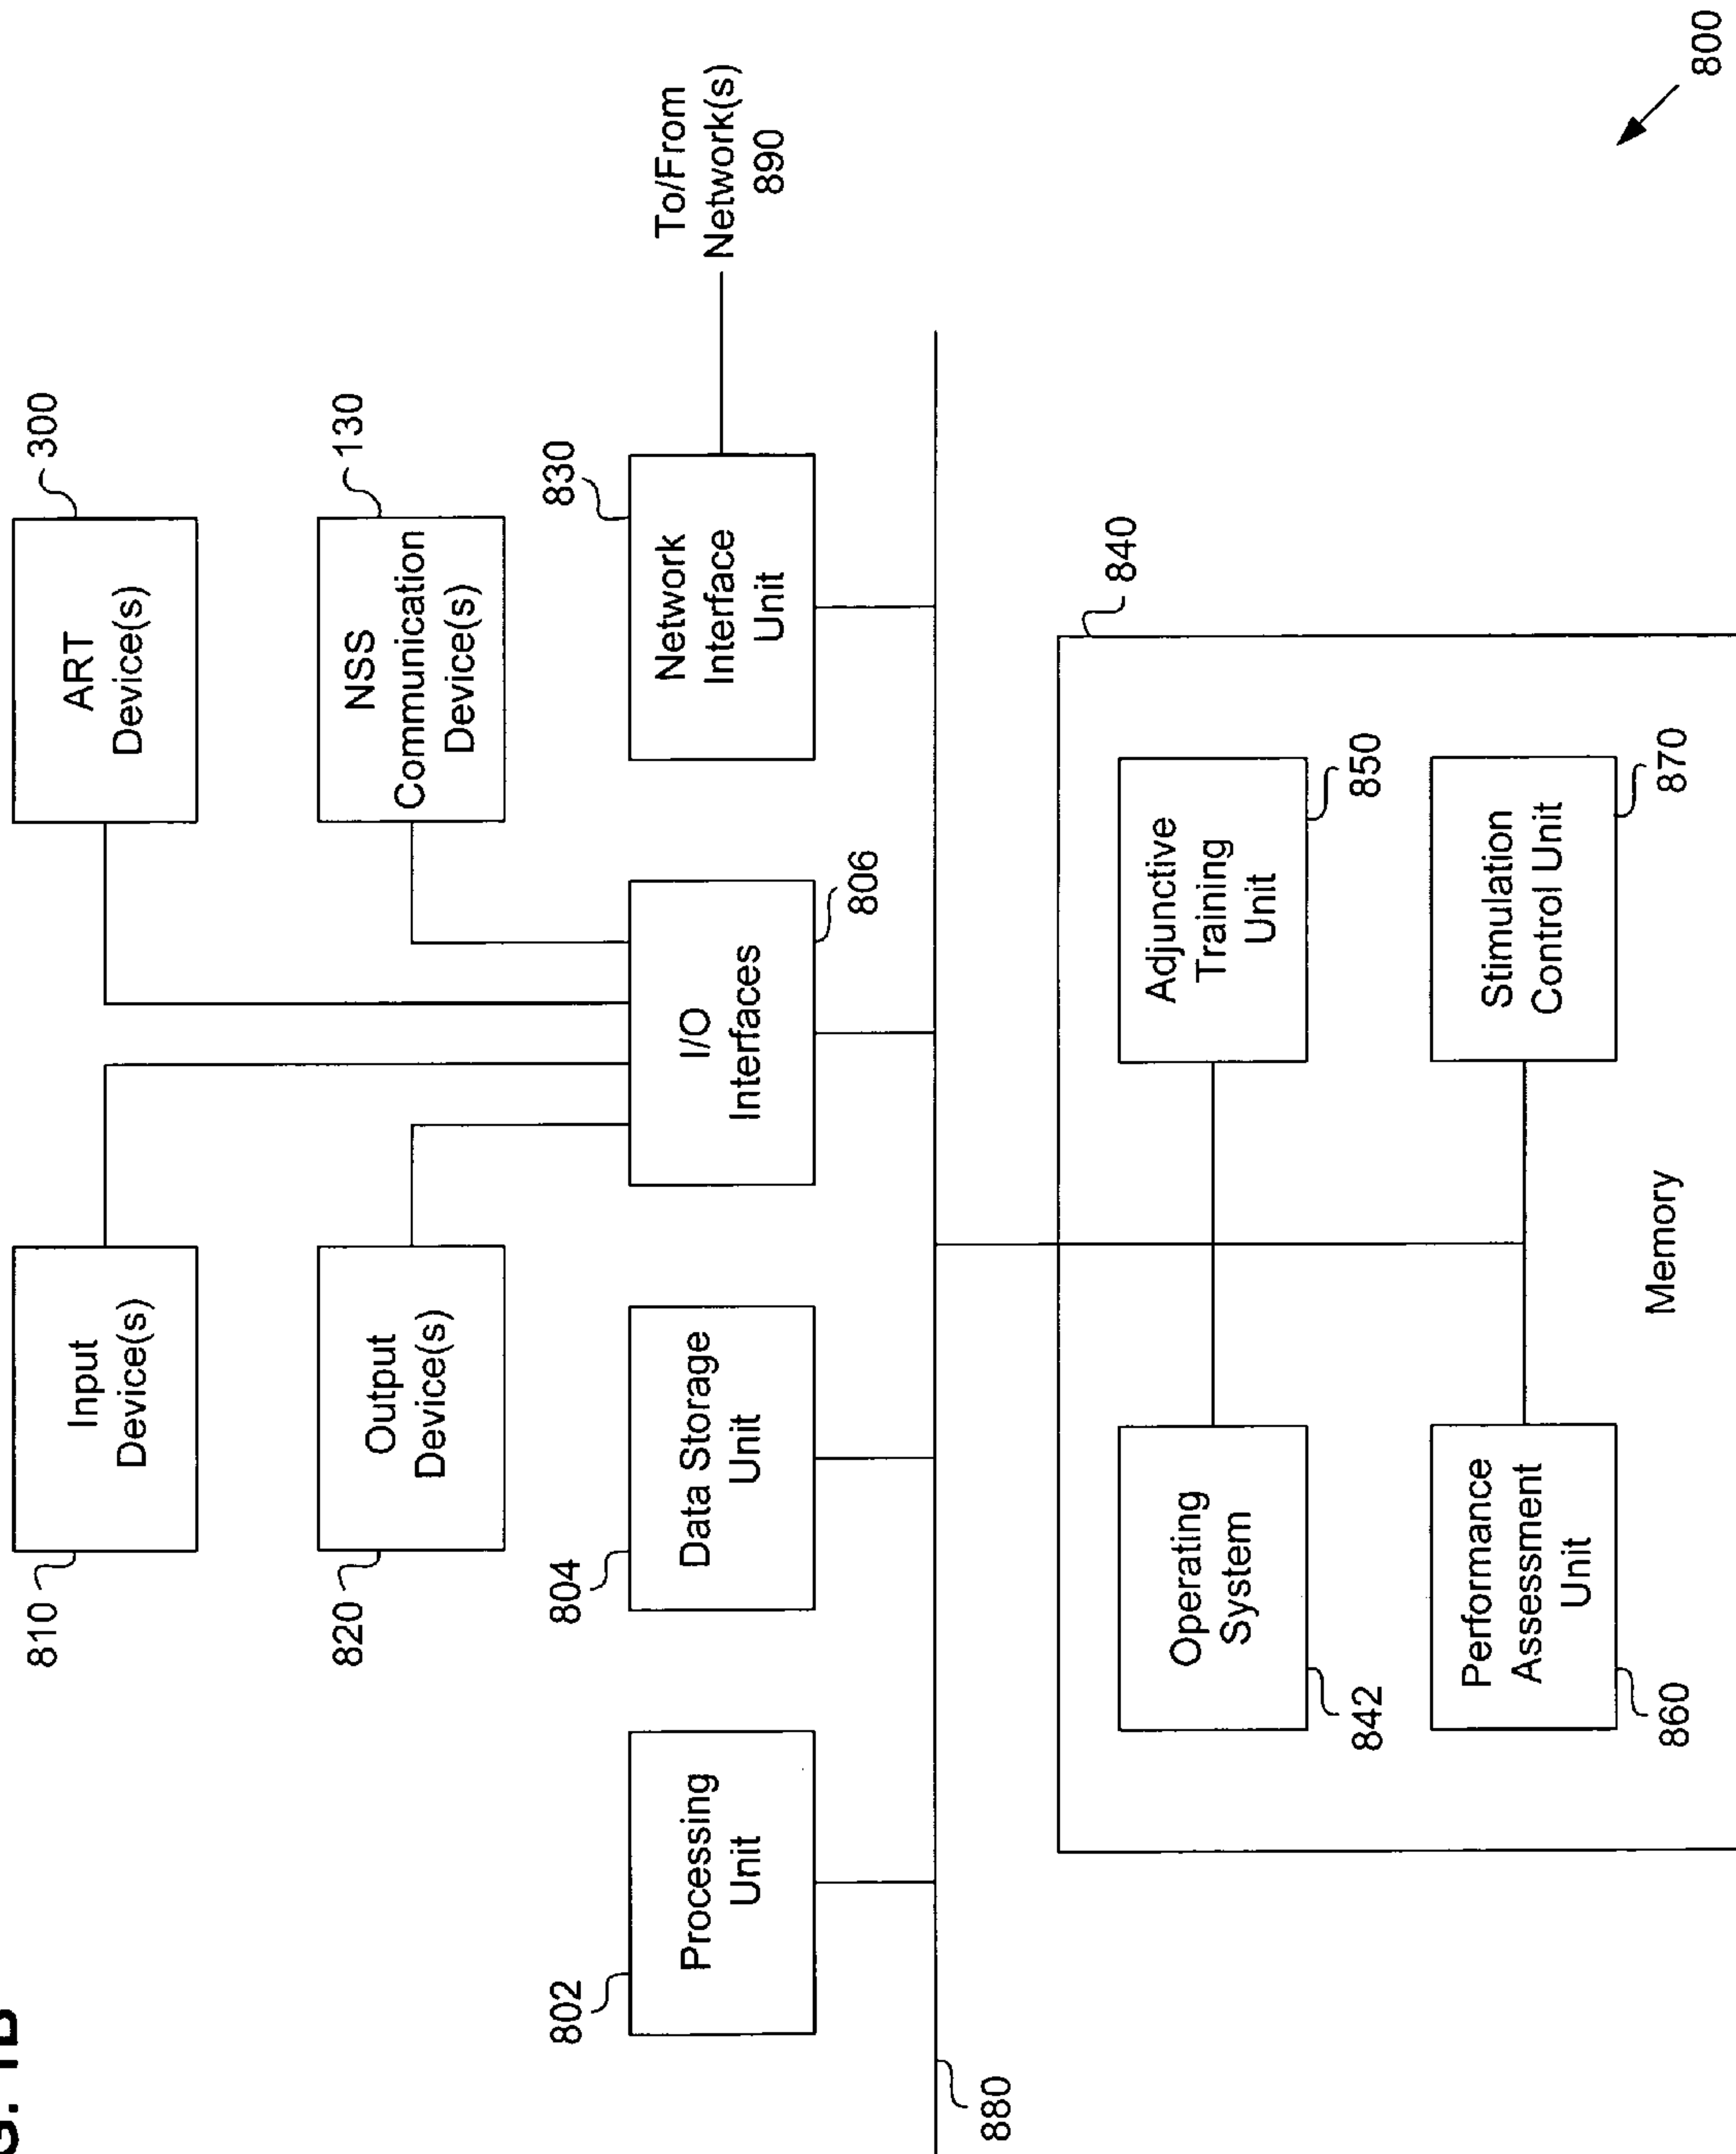 G. 1B
810
Input
Device(s)
ART
Device(s)
300
820
Output
Device(s)
NSS
Communication
Device(s)
130
802
Processing
Unit
804
Data Storage
Unit
I/O
Interfaces
806
830
Network
Interface
Unit
To/From
Network(s)
890
880
840
Operating
System
842
Adjunctive
Training
Unit
850
Performance
Assessment
Unit
860
Stimulation
Control Unit
870
Memory
800